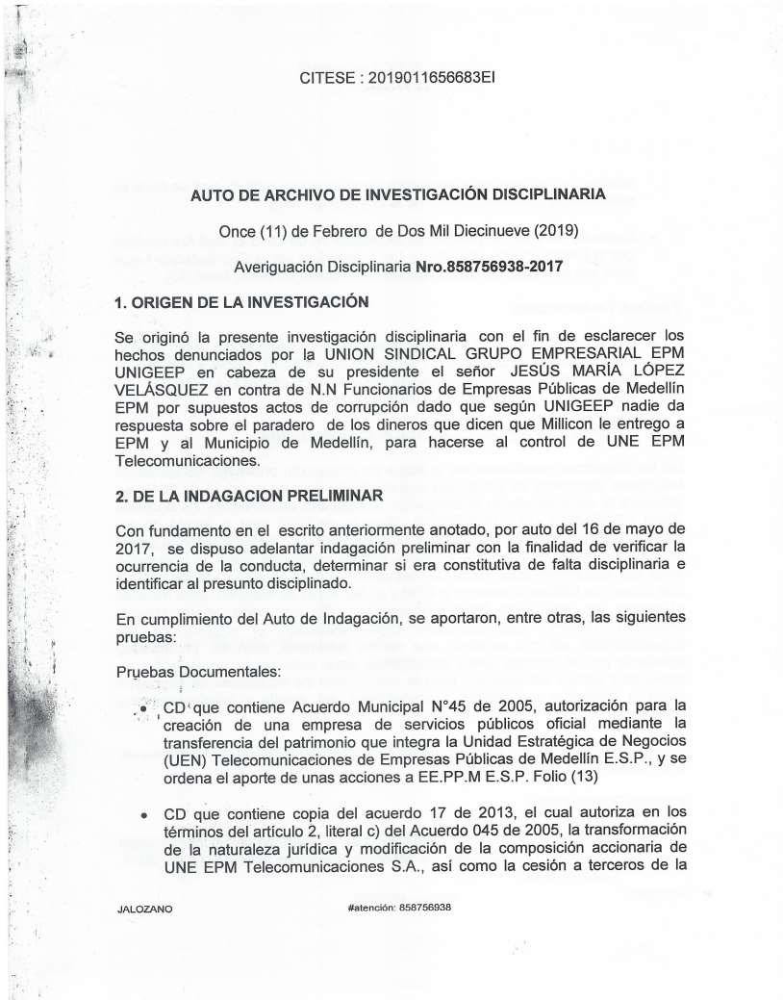 CITESE : 2019011656683EI
AUTO DE ARCHIVO DE INVESTIGACIÓN DISCIPLINARIA
Once (11) de Febrero de Dos Mil Diecinueve (2019)
Averiguación Disciplinaria Nro.858756938-2017
1. ORIGEN DE LA INVESTIGACIÓN
Se originó la presente investigación disciplinaria con el fin de esclarecer los
hechos denunciados por la UNION SINDICAL GRUPO EMPRESARIAL EPM
UNIGEEP en cabeza de su presidente el señor JESÚS MARÍA LÓPEZ
VELÁSQUEZ en contra de N.N Funcionarios de Empresas Públicas de Medellín
EPM por supuestos actos de corrupción dado que según UNIGEEP nadie da
respuesta sobre el paradero de los dineros que dicen que Millicon le entrego a
EPM y al Municipio de Medellín, para hacerse al control de UNE EPM
Telecomunicaciones.
2. DE LA INDAGACION PRELIMINAR
Con fundamento en el escrito anteriormente anotado, por auto del 16 de mayo de
2017, se dispuso adelantar indagación preliminar con la finalidad de verificar la
ocurrencia de la conducta, determinar si era constitutiva de falta disciplinaria e
identificar al presunto disciplinado.
En cumplimiento del Auto de Indagación, se aportaron, entre otras, las siguientes
pruebas:
Pruebas Documentales:
• CD que contiene Acuerdo Municipal N°45 de 2005, autorización para la
creación de una empresa de servicios públicos oficial mediante la
transferencia del patrimonio que integra la Unidad Estratégica de Negocios
(UEN) Telecomunicaciones de Empresas Públicas de Medellín E.S.P., y se
ordena el aporte de unas acciones a EE.PP.M E.S.P. Folio (13)
• CD que contiene copia del acuerdo 17 de 2013, el cual autoriza en los
términos del artículo 2, literal c) del Acuerdo 045 de 2005, la transformación
de la naturaleza jurídica y modificación de la composición accionaria de
UNE EPM Telecomunicaciones S.A., así como la cesión a terceros de la
JALOZANO #atención: 858756938